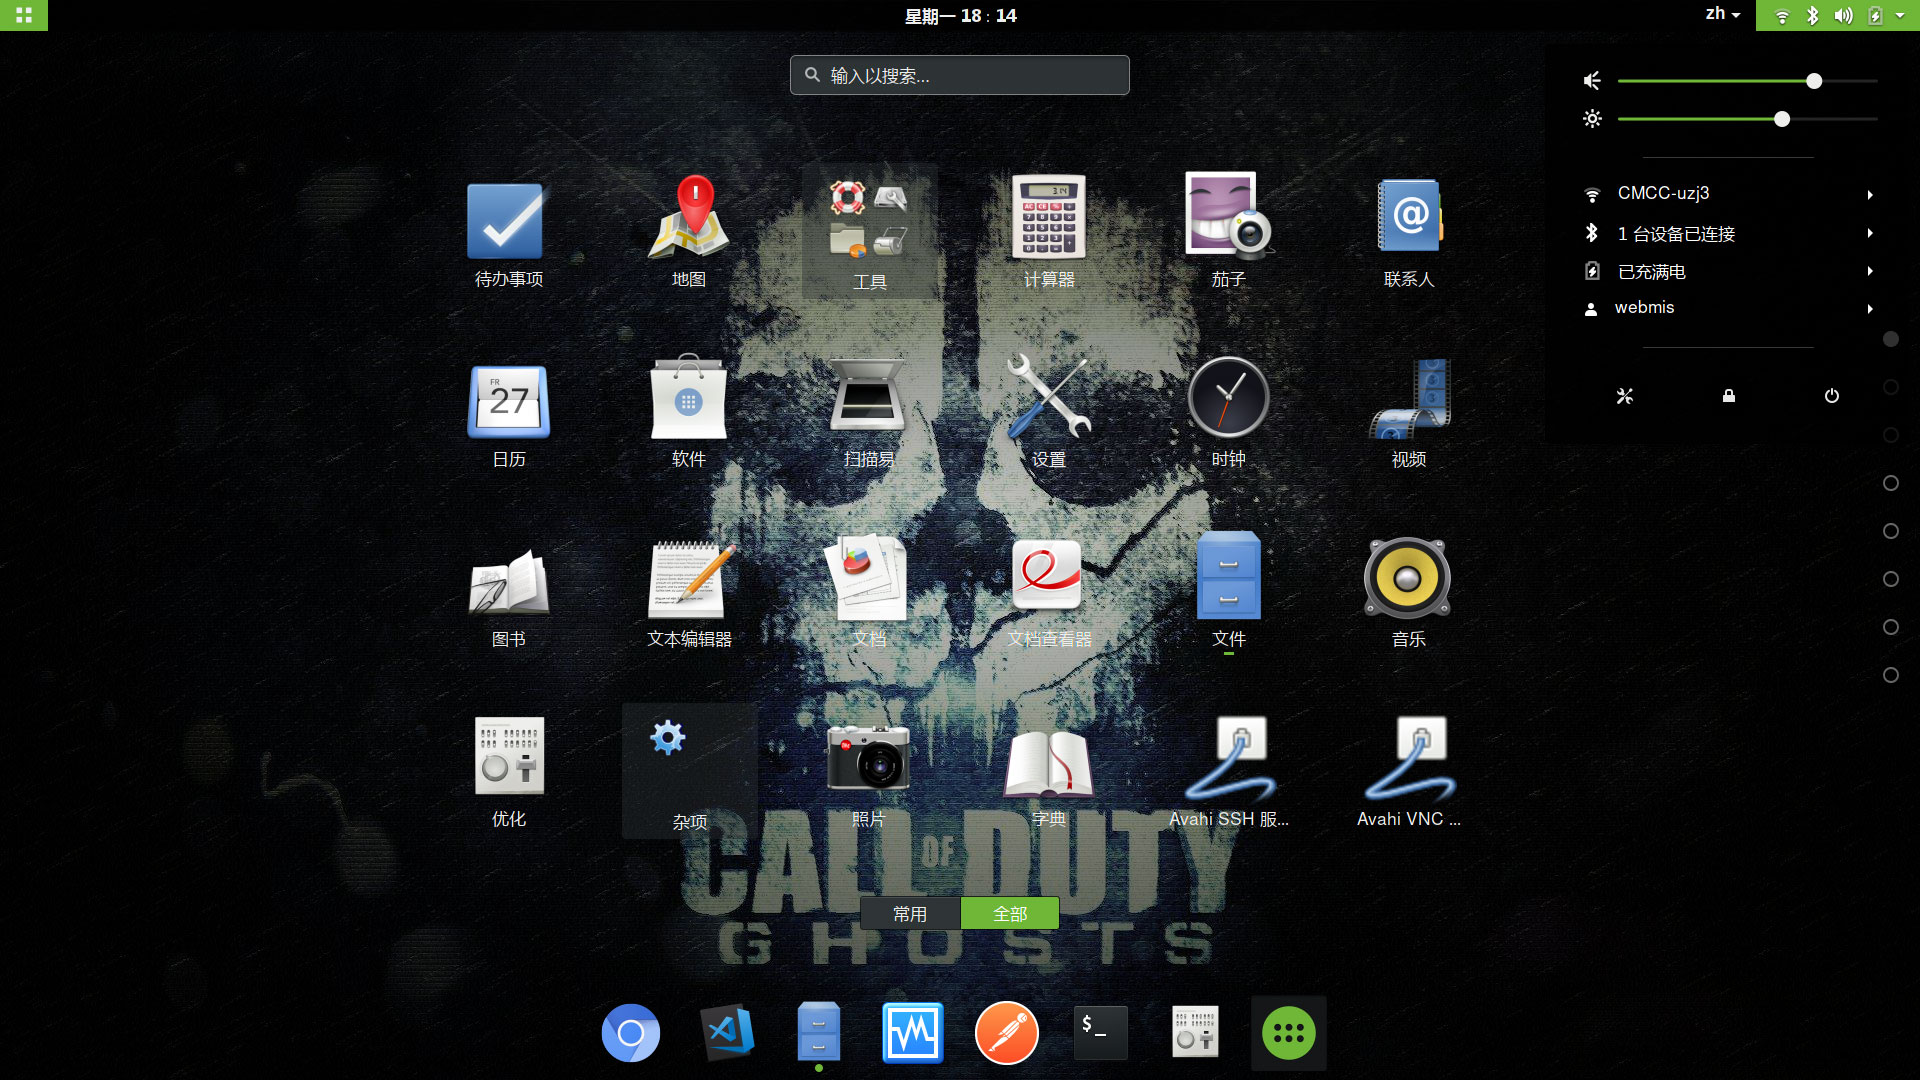 星期一 18 : 14
zh
输入以搜索...
待办事项
地图
工具
计算器
茄子
联系人
日历
软件
扫描易
设置
时钟
视频
FR
27
3.14
图书
文本编辑器
文档
文档查看器
文件
音乐
优化
杂项
照片
字典
Avahi SSH 服...
Avahi VNC ...
CMCC-uzj3
1 台设备已连接
已充满电
webmis
CALL OF DUTY
GHOSTS
常用
全部
$_